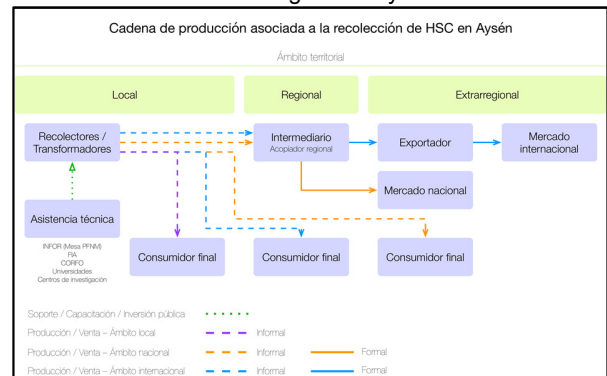 Cadena de producción asociada a la recolección de HSC en Aysén
Ámbito territorial
Local
Regional
Extrarregional
Recolectores /
Transformadores
Intermediario
Acopiador regional
Exportador
Mercado
internacional
Mercado nacional
Asistencia técnica
INFOR (Mesa PFNM)
FIA
CORFO
Universidades
Centros de investigación
Consumidor final
Consumidor final
Consumidor final
Soporte / Capacitación / Inversión pública
Producción / Venta – Ámbito local
Informal
Producción / Venta – Ámbito nacional
Informal
Formal
Producción / Venta – Ámbito internacional
Informal
Formal